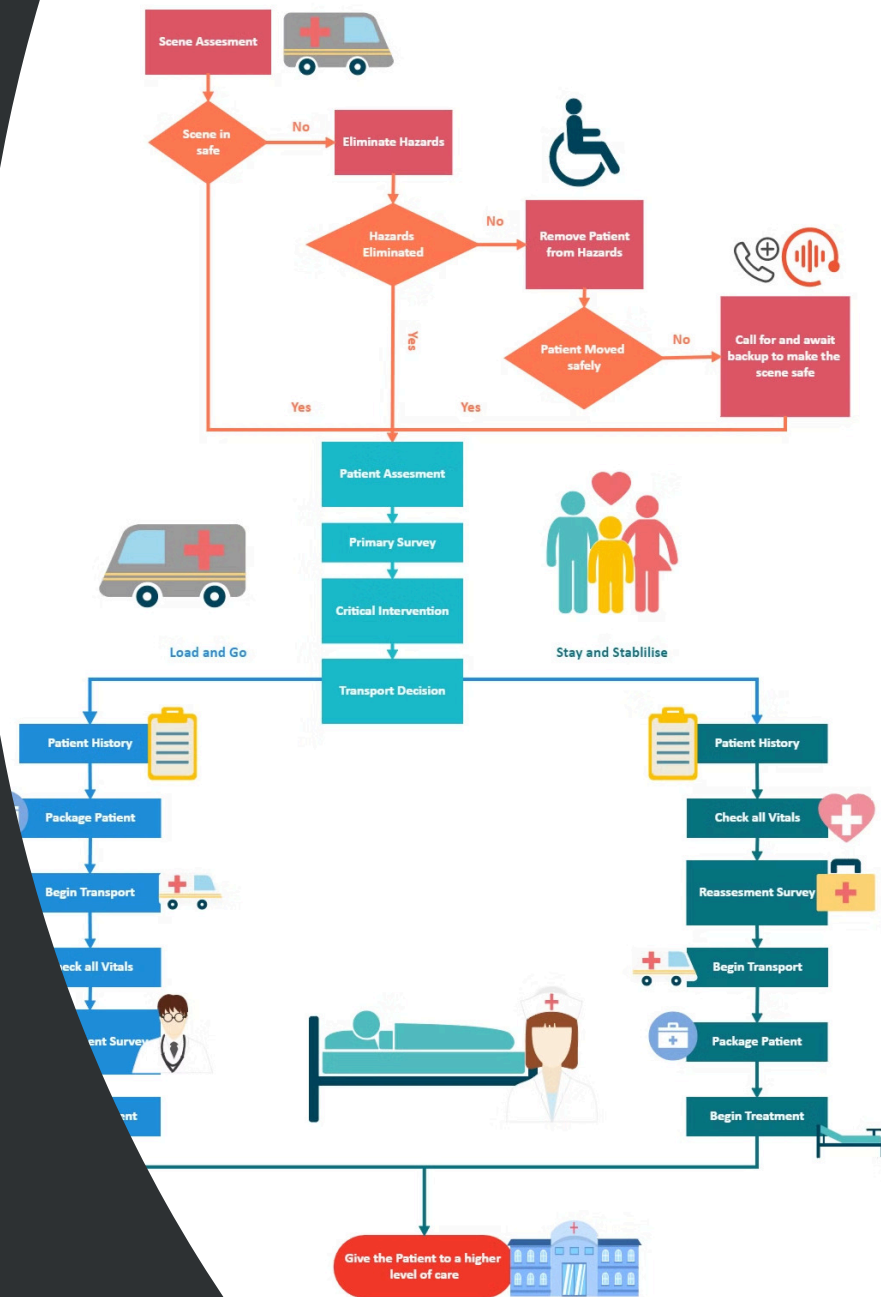 Scene Assesment
Scene in
safe
No
Eliminate Hazards
Hazards
Eliminated
No
Remove Patient
from Hazards
Yes
Patient Moved
safely
No
Call for and await
backup to make the
scene safe
Yes
Yes
Patient Assesment
Primary Survey
Critical Intervention
Transport Decision
Load and Go
Stay and Stablilise
Patient History
Package Patient
Begin Transport
all Vitals
Survey
Patient History
Check all Vitals
Reassesment Survey
Begin Transport
Package Patient
Begin Treatment
Give the Patient to a higher
level of care